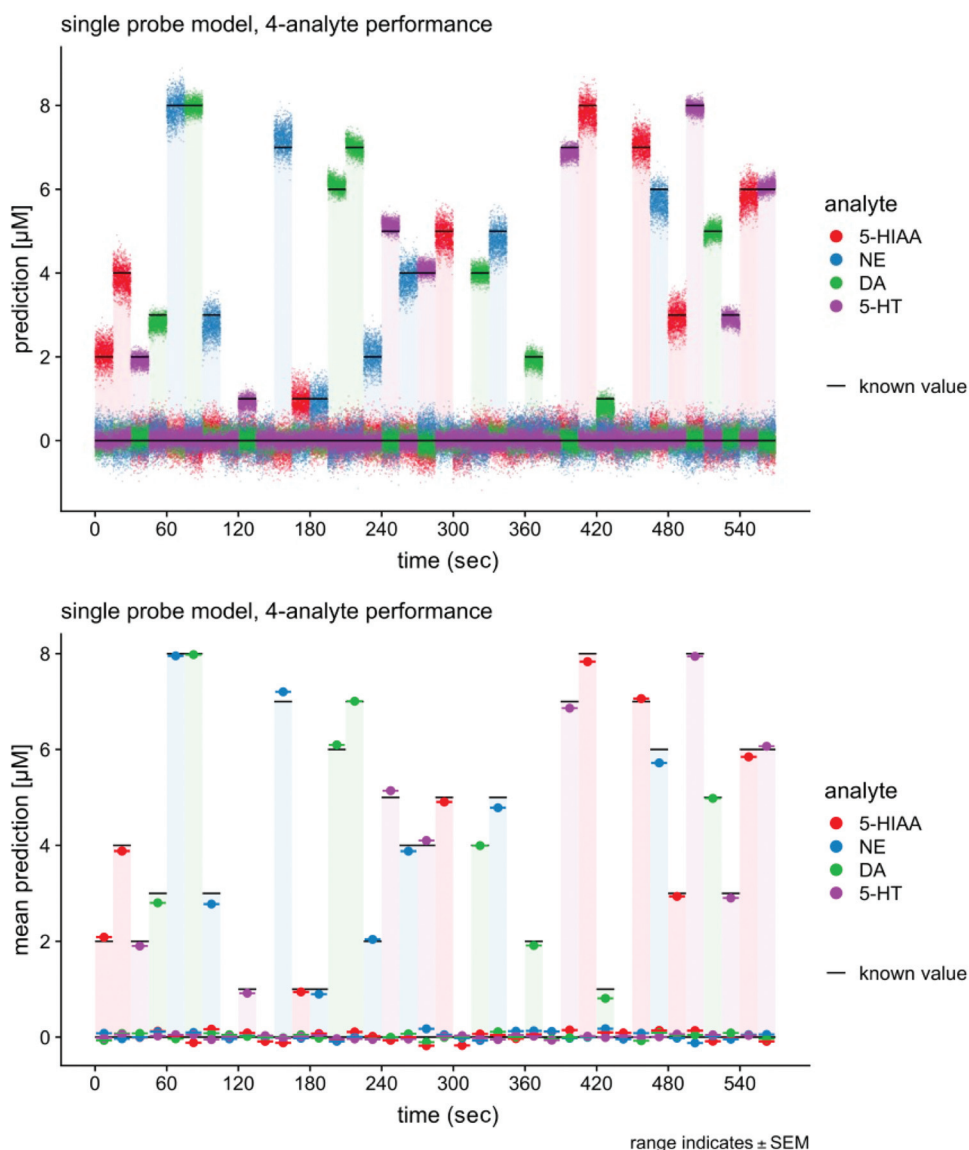 single probe model, 4-analyte performance
prediction [µM]
8
6
4
2
0
0 60 120 180 240 300 360 420 480 540
time (sec)
analyte
5-HIAA
NE
DA
5-HT
known value
single probe model, 4-analyte performance
mean prediction [µM]
8
6
4
2
0
0 60 120 180 240 300 360 420 480 540
time (sec)
analyte
5-HIAA
NE
DA
5-HT
known value
range indicates ± SEM